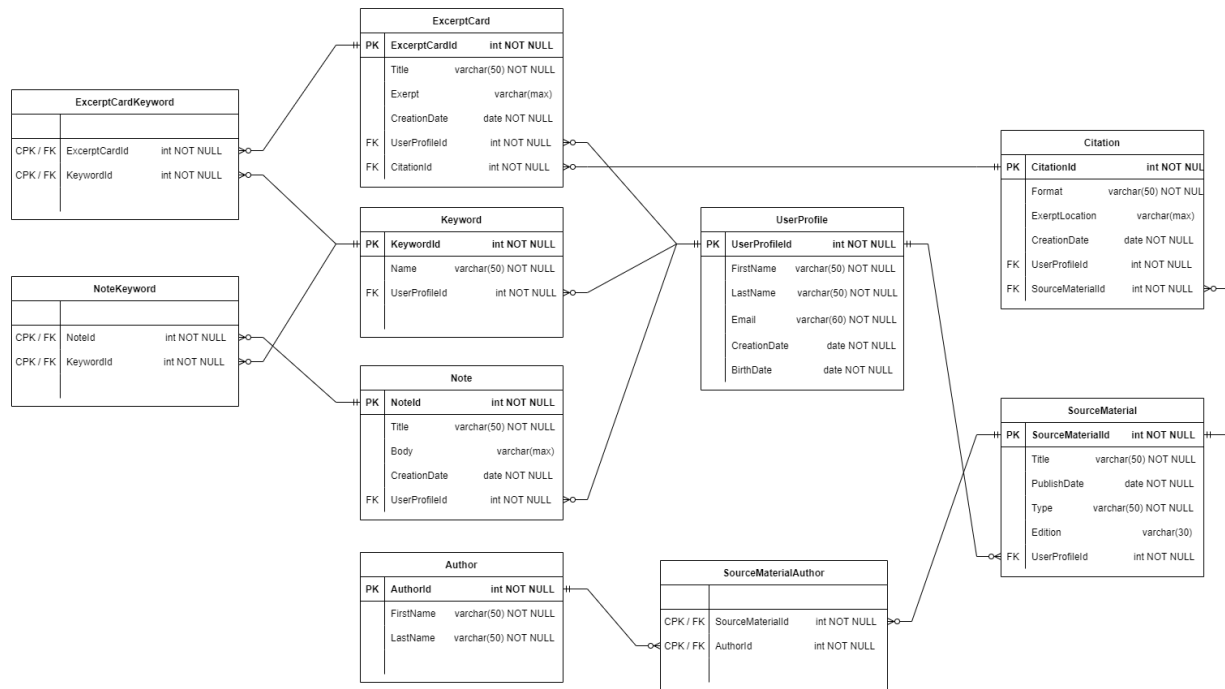 ExcerptCard
PK ExcerptCardId int NOT NULL
Title varchar(50) NOT NULL
Exerpt varchar(max)
CreationDate date NOT NULL
FK UserProfileId int NOT NULL
FK CitationId int NOT NULL
ExcerptCardKeyword
CPK / FK ExcerptCardId int NOT NULL
CPK / FK KeywordId int NOT NULL
Citation
PK CitationId int NOT NUL
Format varchar(50) NOT NUL
ExerptLocation varchar(max)
CreationDate date NOT NULL
FK UserProfileId int NOT NULL
FK SourceMaterialId int NOT NULL
Keyword
PK KeywordId int NOT NULL
Name varchar(50) NOT NULL
FK UserProfileId int NOT NULL
UserProfile
PK UserProfileId int NOT NULL
FirstName varchar(50) NOT NULL
LastName varchar(50) NOT NULL
Email varchar(60) NOT NULL
CreationDate date NOT NULL
BirthDate date NOT NULL
NoteKeyword
CPK / FK NoteId int NOT NULL
CPK / FK KeywordId int NOT NULL
Note
PK NoteId int NOT NULL
Title varchar(50) NOT NULL
Body varchar(max)
CreationDate date NOT NULL
FK UserProfileId int NOT NULL
SourceMaterial
PK SourceMaterialId int NOT NULL
Title varchar(50) NOT NULL
PublishDate date NOT NULL
Type varchar(50) NOT NULL
Edition varchar(30)
FK UserProfileId int NOT NULL
Author
PK AuthorId int NOT NULL
FirstName varchar(50) NOT NULL
LastName varchar(50) NOT NULL
SourceMaterialAuthor
CPK / FK SourceMaterialId int NOT NULL
CPK / FK AuthorId int NOT NULL